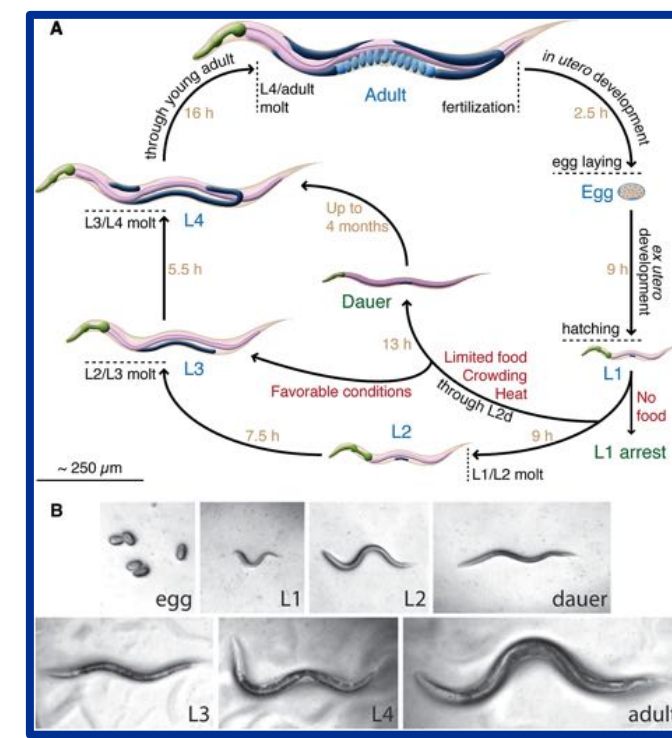 A
through young adult
16 h
L4/adult
molt
Adult
fertilization
in utero development
2.5 h
egg laying
Egg
L3/L4 molt
L4
Up to
4 months
ex utero
development
9 h
5.5 h
Dauer
hatching
L1
L2/L3 molt
L3
13 h
Limited food
Crowding
Heat
through L2d
Favorable conditions
No
food
7.5 h
L2
9 h
L1 arrest
L1/L2 molt
~ 250 µm
B
egg
L1
L2
dauer
L3
L4
adult